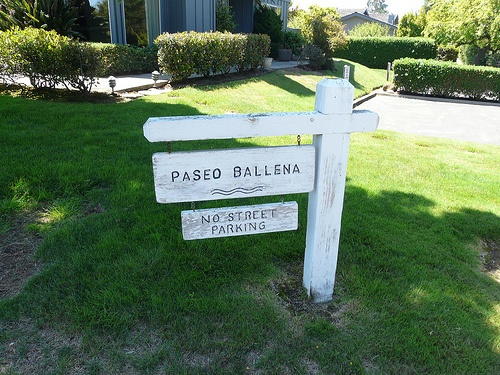 PASEO BALLENA
NO STREET
PARKING